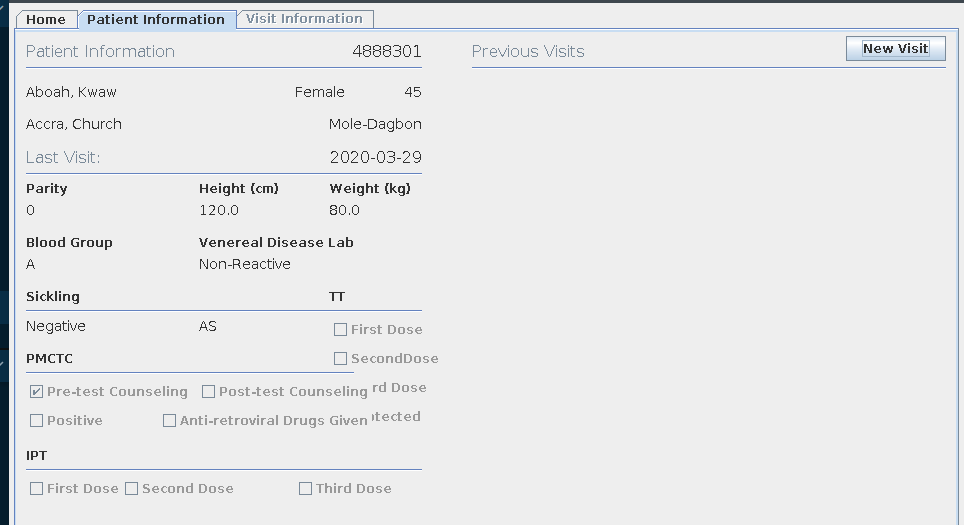 Home Patient Information Visit Information
Patient Information 4888301
Previous Visits New Visit
Aboah, Kwaw Female 45
Accra, Church Mole-Dagbon
Last Visit: 2020-03-29
Parity Height (cm) Weight (kg)
0 120.0 80.0
Blood Group Venereal Disease Lab
A Non-Reactive
Sickling TT
Negative AS First Dose
PMCTC SecondDose
Pre-test Counseling Post-test Counseling rd Dose
Positive Anti-retroviral Drugs Given tected
IPT
First Dose Second Dose Third Dose